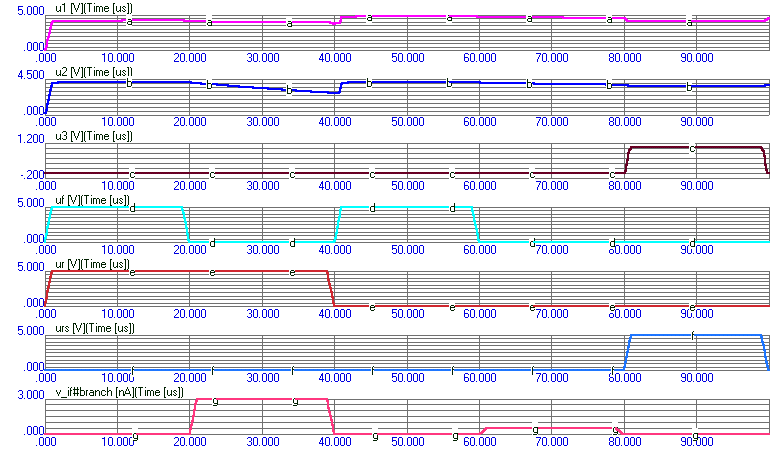 u1 [V](Time [us])
5.000
a a a a a a a a
.000
.000 10.000 20.000 30.000 40.000 50.000 60.000 70.000 80.000 90.000
u2 [V](Time [us])
4.500
b b b b b b b b
.000
.000 10.000 20.000 30.000 40.000 50.000 60.000 70.000 80.000 90.000
u3 [V](Time [us])
1.200
c c c c c c c c
-.200
.000 10.000 20.000 30.000 40.000 50.000 60.000 70.000 80.000 90.000
uf [V](Time [us])
5.000
d d d d d d d d
.000
.000 10.000 20.000 30.000 40.000 50.000 60.000 70.000 80.000 90.000
ur [V](Time [us])
5.000
e e e e e e e e
.000
.000 10.000 20.000 30.000 40.000 50.000 60.000 70.000 80.000 90.000
urs [V](Time [us])
5.000
f f f f f f f f
.000
.000 10.000 20.000 30.000 40.000 50.000 60.000 70.000 80.000 90.000
v_if#branch [nA](Time [us])
3.000
g g g g g g g g
.000
.000 10.000 20.000 30.000 40.000 50.000 60.000 70.000 80.000 90.000